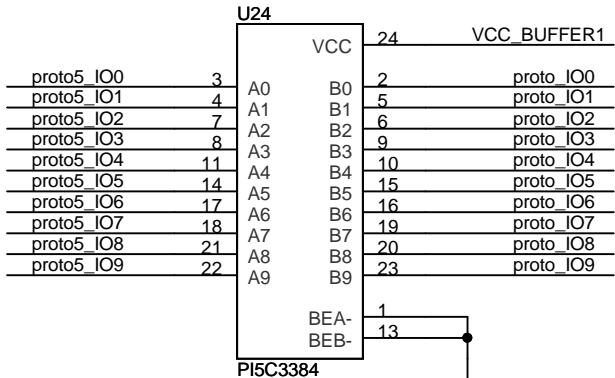 U24
VCC 24 VCC_BUFFER1
proto5_IO0 3 A0 B0 2 proto_IO0
proto5_IO1 4 A1 B1 5 proto_IO1
proto5_IO2 7 A2 B2 6 proto_IO2
proto5_IO3 8 A3 B3 9 proto_IO3
proto5_IO4 11 A4 B4 10 proto_IO4
proto5_IO5 14 A5 B5 15 proto_IO5
proto5_IO6 17 A6 B6 16 proto_IO6
proto5_IO7 18 A7 B7 19 proto_IO7
proto5_IO8 21 A8 B8 20 proto_IO8
proto5_IO9 22 A9 B9 23 proto_IO9
BEA- 1
BEB- 13
PI5C3384